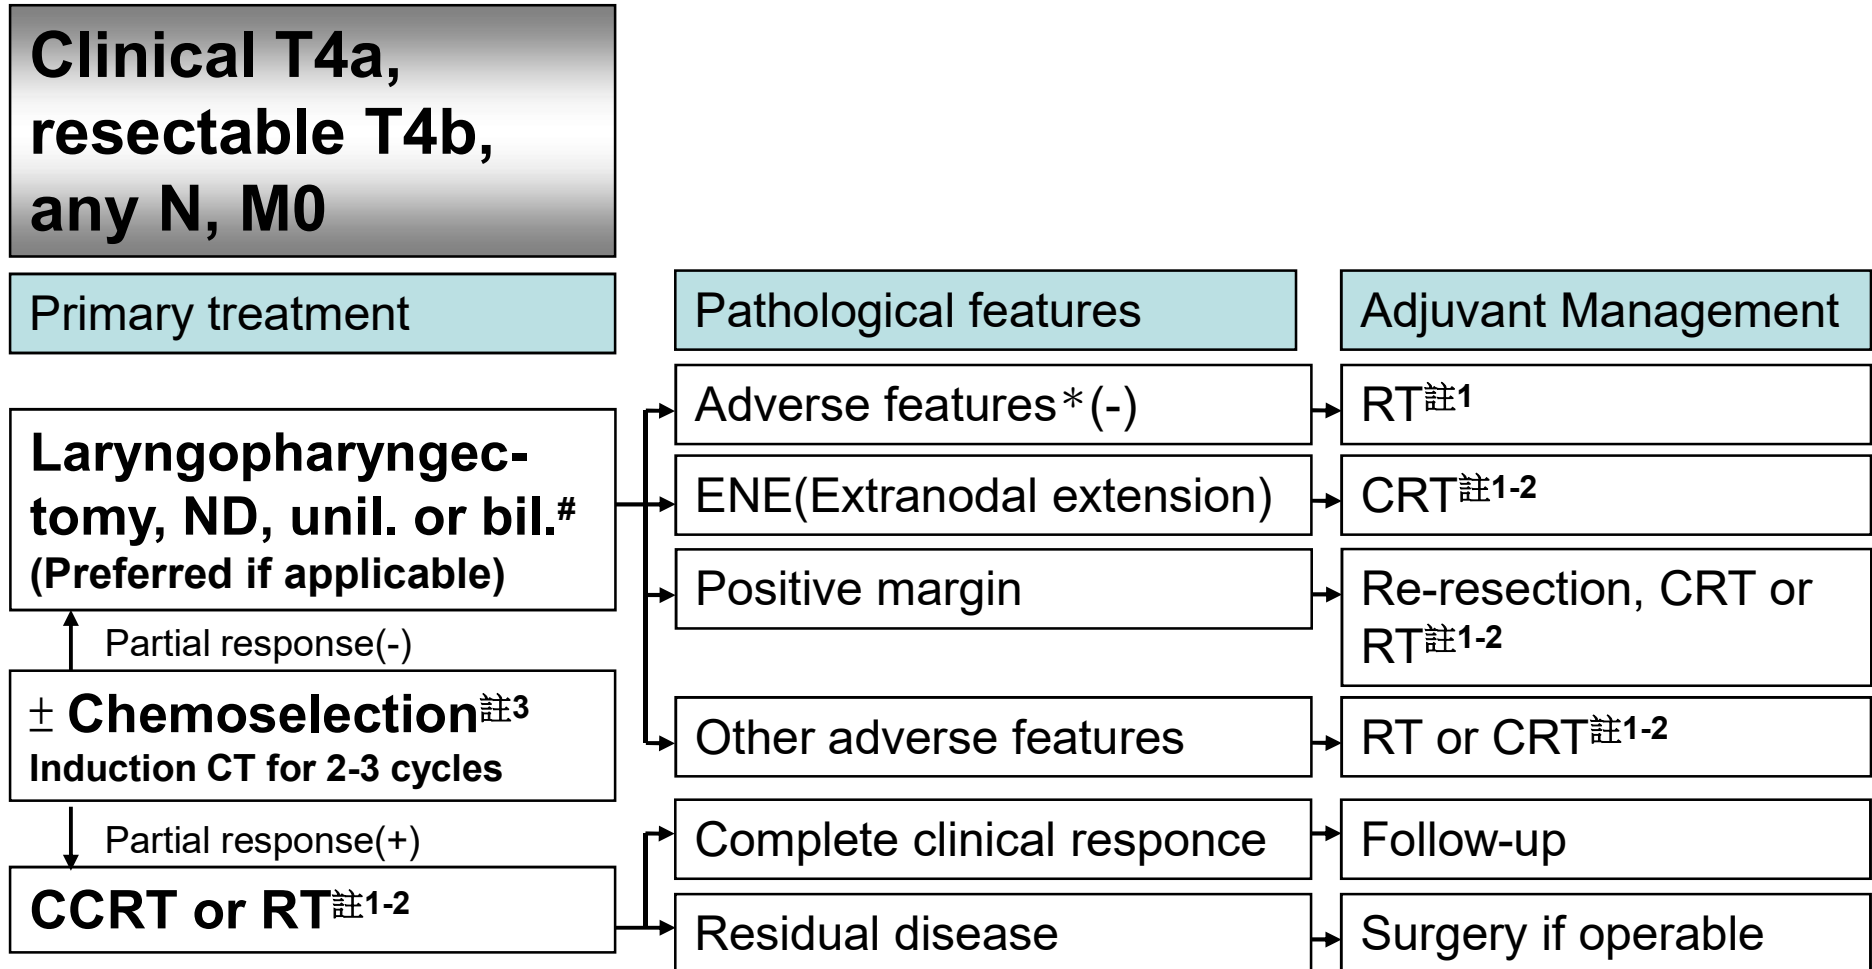 Clinical T4a,
resectable T4b,
any N, M0
Primary treatment
Pathological features
Adjuvant Management
Laryngopharyngec-
tomy, ND, unil. or bil.#
(Preferred if applicable)
Partial response(-)
± Chemoselection註3
Induction CT for 2-3 cycles
Partial response(+)
CCRT or RT註1-2
Adverse features*(-)
RT註1
ENE(Extranodal extension)
CRT註1-2
Positive margin
Re-resection, CRT or
RT註1-2
Other adverse features
RT or CRT註1-2
Complete clinical responce
Follow-up
Residual disease
Surgery if operable